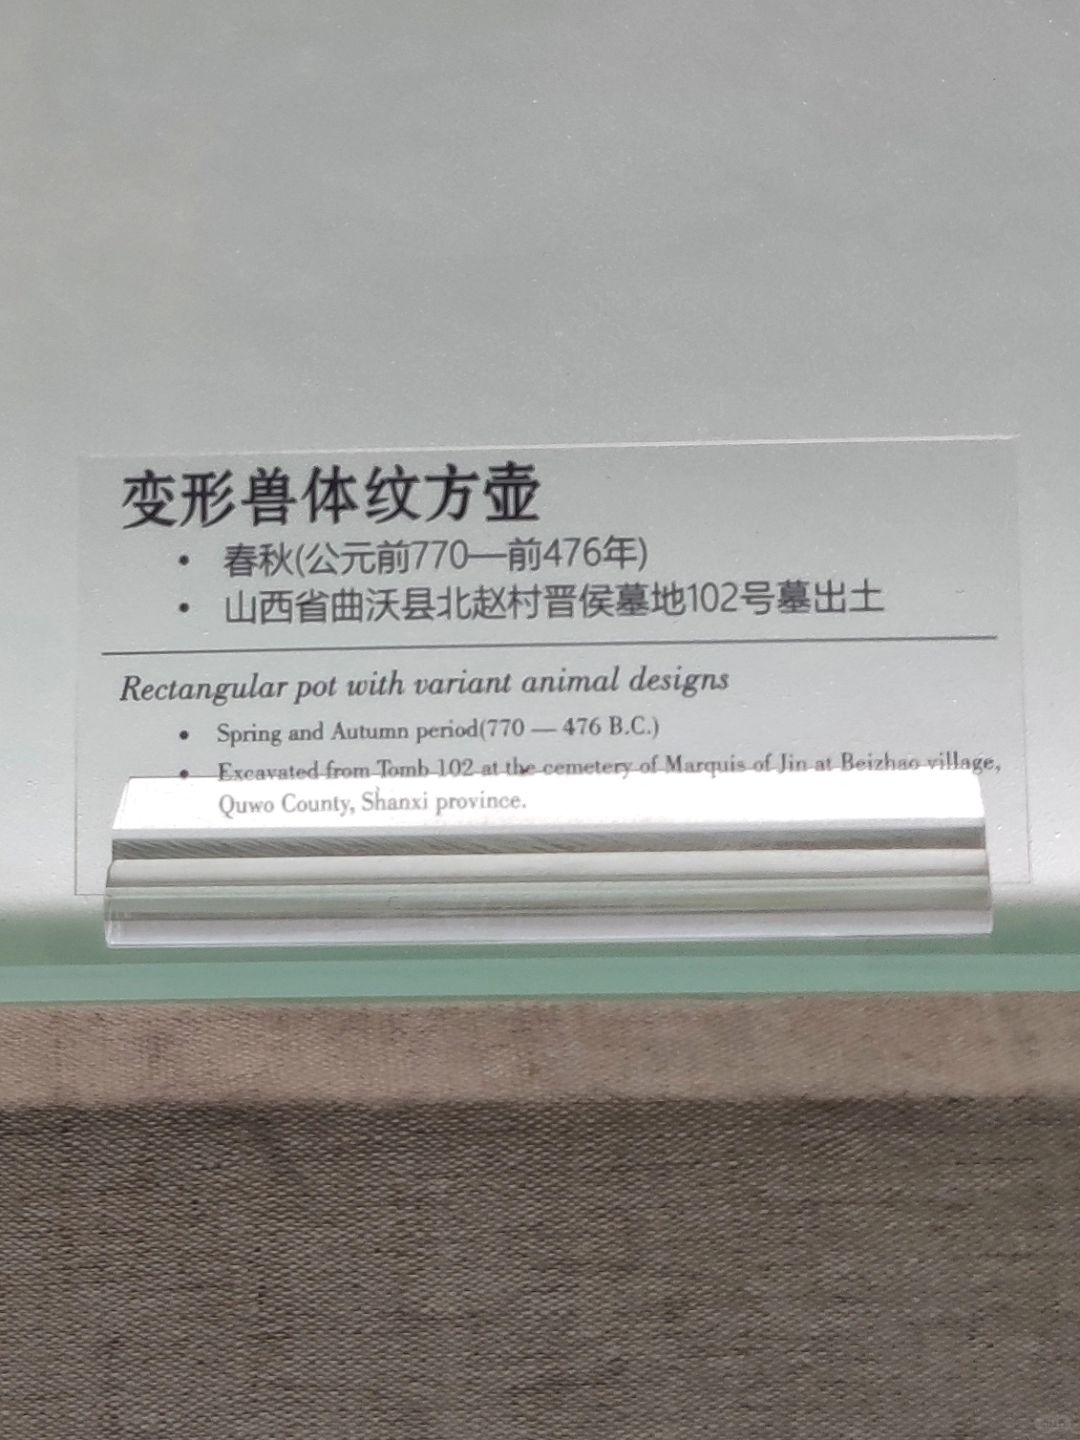 变形兽体纹方壶
• 春秋(公元前770—前476年)
• 山西省曲沃县北赵村晋侯墓地102号墓出土
Rectangular pot with variant animal designs
• Spring and Autumn period(770 — 476 B.C.)
• Excavated from Tomb 102 at the cemetery of Marquis of Jin at Beizhao village,
Quwo County, Shanxi province.